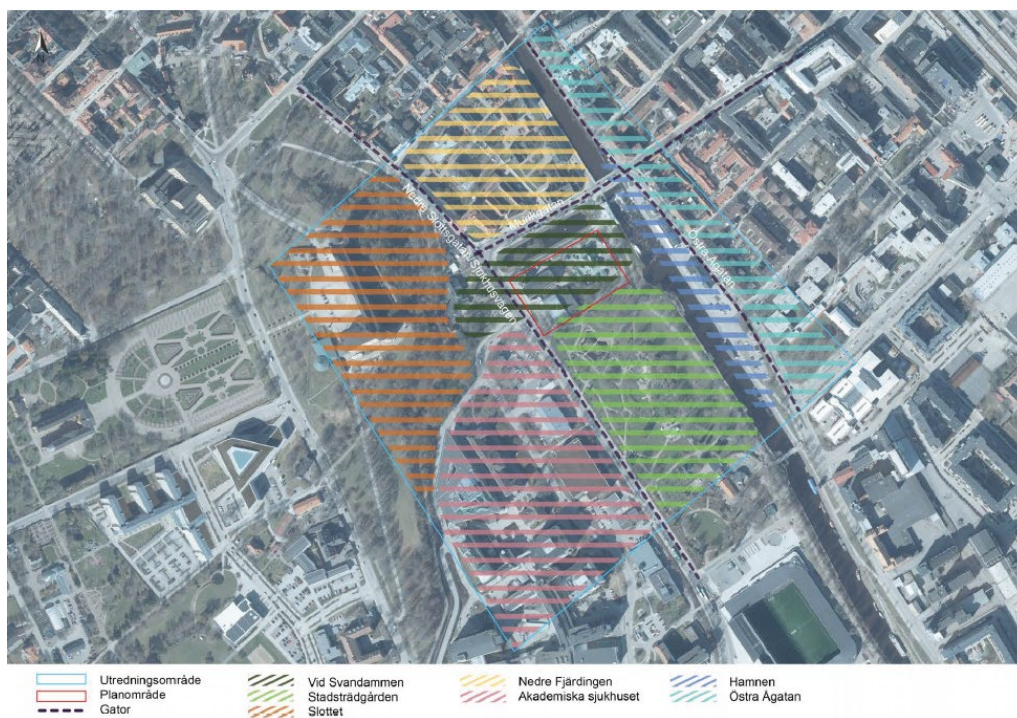 Nedre Slottsgatan
Sjukhusvägen
Munkgatan
Östra Ågatan
Utredningsområde
Planområde
Gator
Vid Svandammen
Stadsträdgården
Slottet
Nedre Fjärdingen
Akademiska sjukhuset
Hamnen
Östra Ågatan